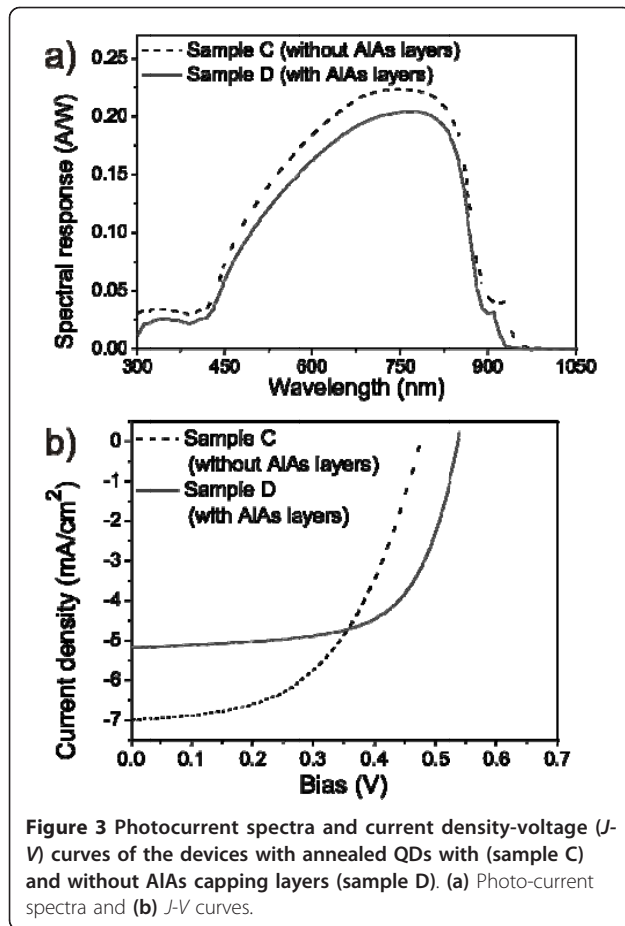 a)
Sample C (without AlAs layers)
Sample D (with AlAs layers)
Spectral response (A/W)
0.25
0.20
0.15
0.10
0.05
0.00
300 450 600 750 900 1050
Wavelength (nm)
b)
Sample C
(without AlAs layers)
Sample D
(with AlAs layers)
Current density (mA/cm²)
0
-1
-2
-3
-4
-5
-6
-7
0.0 0.1 0.2 0.3 0.4 0.5 0.6 0.7
Bias (V)
Figure 3 Photocurrent spectra and current density-voltage (J-
V) curves of the devices with annealed QDs with (sample C)
and without AlAs capping layers (sample D). (a) Photo-current
spectra and (b) J-V curves.